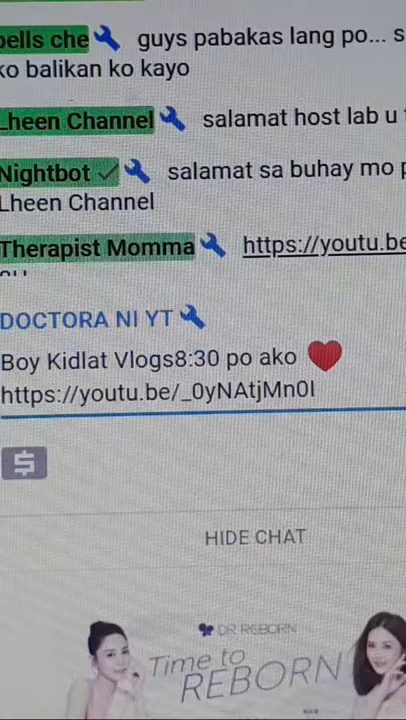 bells che guys pabakas lang po... s
ko balikan ko kayo
Lheen Channel salamat host lab u
Nightbot salamat sa buhay mo p
Lheen Channel
Therapist Momma https://youtu.be
DOCTORA NI YT
Boy Kidlat Vlogs8:30 po ako
https://youtu.be/_0yNAtjMn0I
HIDE CHAT
DR REBORN
Time to
REBORN